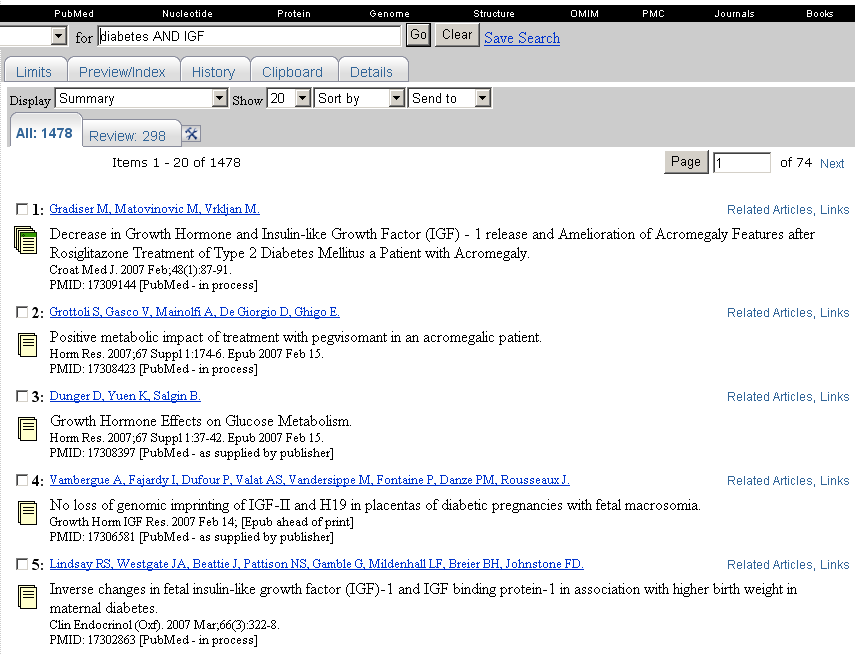 PubMed Nucleotide Protein Genome Structure OMIM PMC Journals Books
for diabetes AND IGF Go Clear Save Search
Limits Preview/Index History Clipboard Details
Display Summary Show 20 Sort by Send to
All: 1478 Review: 298
Items 1 - 20 of 1478 Page 1 of 74 Next
1: Gradiser M, Matovinovic M, Vrkljan M. Related Articles, Links
Decrease in Growth Hormone and Insulin-like Growth Factor (IGF) - 1 release and Amelioration of Acromegaly Features after
Rosiglitazone Treatment of Type 2 Diabetes Mellitus a Patient with Acromegaly.
Croat Med J. 2007 Feb;48(1):87-91.
PMID: 17309144 [PubMed - in process]
2: Grottoli S, Gasco V, Mainolfi A, De Giorgio D, Ghigo E. Related Articles, Links
Positive metabolic impact of treatment with pegvisomant in an acromegalic patient.
Horm Res. 2007;67 Suppl 1:174-6. Epub 2007 Feb 15.
PMID: 17308423 [PubMed - in process]
3: Dunger D, Yuen K, Salgin B. Related Articles, Links
Growth Hormone Effects on Glucose Metabolism.
Horm Res. 2007;67 Suppl 1:37-42. Epub 2007 Feb 15.
PMID: 17308397 [PubMed - as supplied by publisher]
4: Vambergue A, Fajardy I, Dufour P, Valat AS, Vandersippe M, Fontaine P, Danze PM, Rousseaux J. Related Articles, Links
No loss of genomic imprinting of IGF-II and H19 in placentas of diabetic pregnancies with fetal macrosomia.
Growth Horm IGF Res. 2007 Feb 14; [Epub ahead of print]
PMID: 17306581 [PubMed - as supplied by publisher]
5: Lindsay RS, Westgate JA, Beattie J, Pattison NS, Gamble G, Mildenhall LF, Breier BH, Johnstone FD. Related Articles, Links
Inverse changes in fetal insulin-like growth factor (IGF)-1 and IGF binding protein-1 in association with higher birth weight in
maternal diabetes.
Clin Endocrinol (Oxf). 2007 Mar;66(3):322-8.
PMID: 17302863 [PubMed - in process]